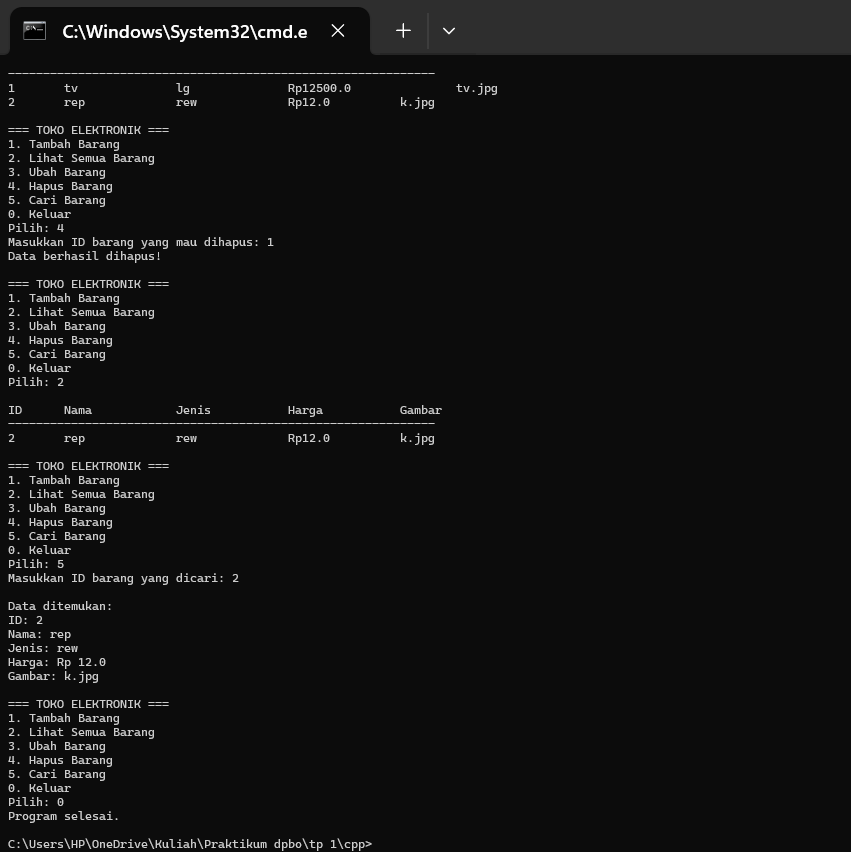 C:\Windows\System32\cmd.e
-------------------------------------------------------------
1 tv lg Rp12500.0 tv.jpg
2 rep rew Rp12.0 k.jpg
=== TOKO ELEKTRONIK ===
1. Tambah Barang
2. Lihat Semua Barang
3. Ubah Barang
4. Hapus Barang
5. Cari Barang
0. Keluar
Pilih: 4
Masukkan ID barang yang mau dihapus: 1
Data berhasil dihapus!
=== TOKO ELEKTRONIK ===
1. Tambah Barang
2. Lihat Semua Barang
3. Ubah Barang
4. Hapus Barang
5. Cari Barang
0. Keluar
Pilih: 2
ID Nama Jenis Harga Gambar
-------------------------------------------------------------
2 rep rew Rp12.0 k.jpg
=== TOKO ELEKTRONIK ===
1. Tambah Barang
2. Lihat Semua Barang
3. Ubah Barang
4. Hapus Barang
5. Cari Barang
0. Keluar
Pilih: 5
Masukkan ID barang yang dicari: 2
Data ditemukan:
ID: 2
Nama: rep
Jenis: rew
Harga: Rp 12.0
Gambar: k.jpg
=== TOKO ELEKTRONIK ===
1. Tambah Barang
2. Lihat Semua Barang
3. Ubah Barang
4. Hapus Barang
5. Cari Barang
0. Keluar
Pilih: 0
Program selesai.
C:\Users\HP\OneDrive\Kuliah\Praktikum dpbo\tp 1\cpp>